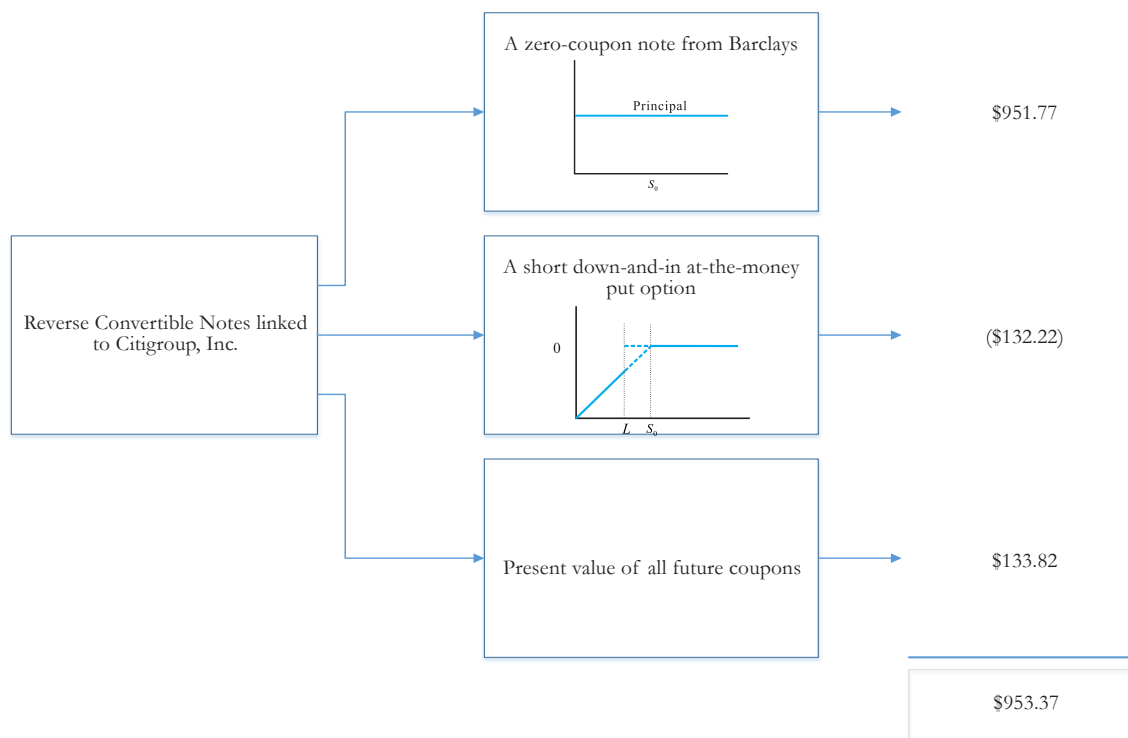 A zero-coupon note from Barclays
Principal
S₀
$951.77
Reverse Convertible Notes linked
to Citigroup, Inc.
A short down-and-in at-the-money
put option
0
L S₀
($132.22)
Present value of all future coupons
$133.82
$953.37